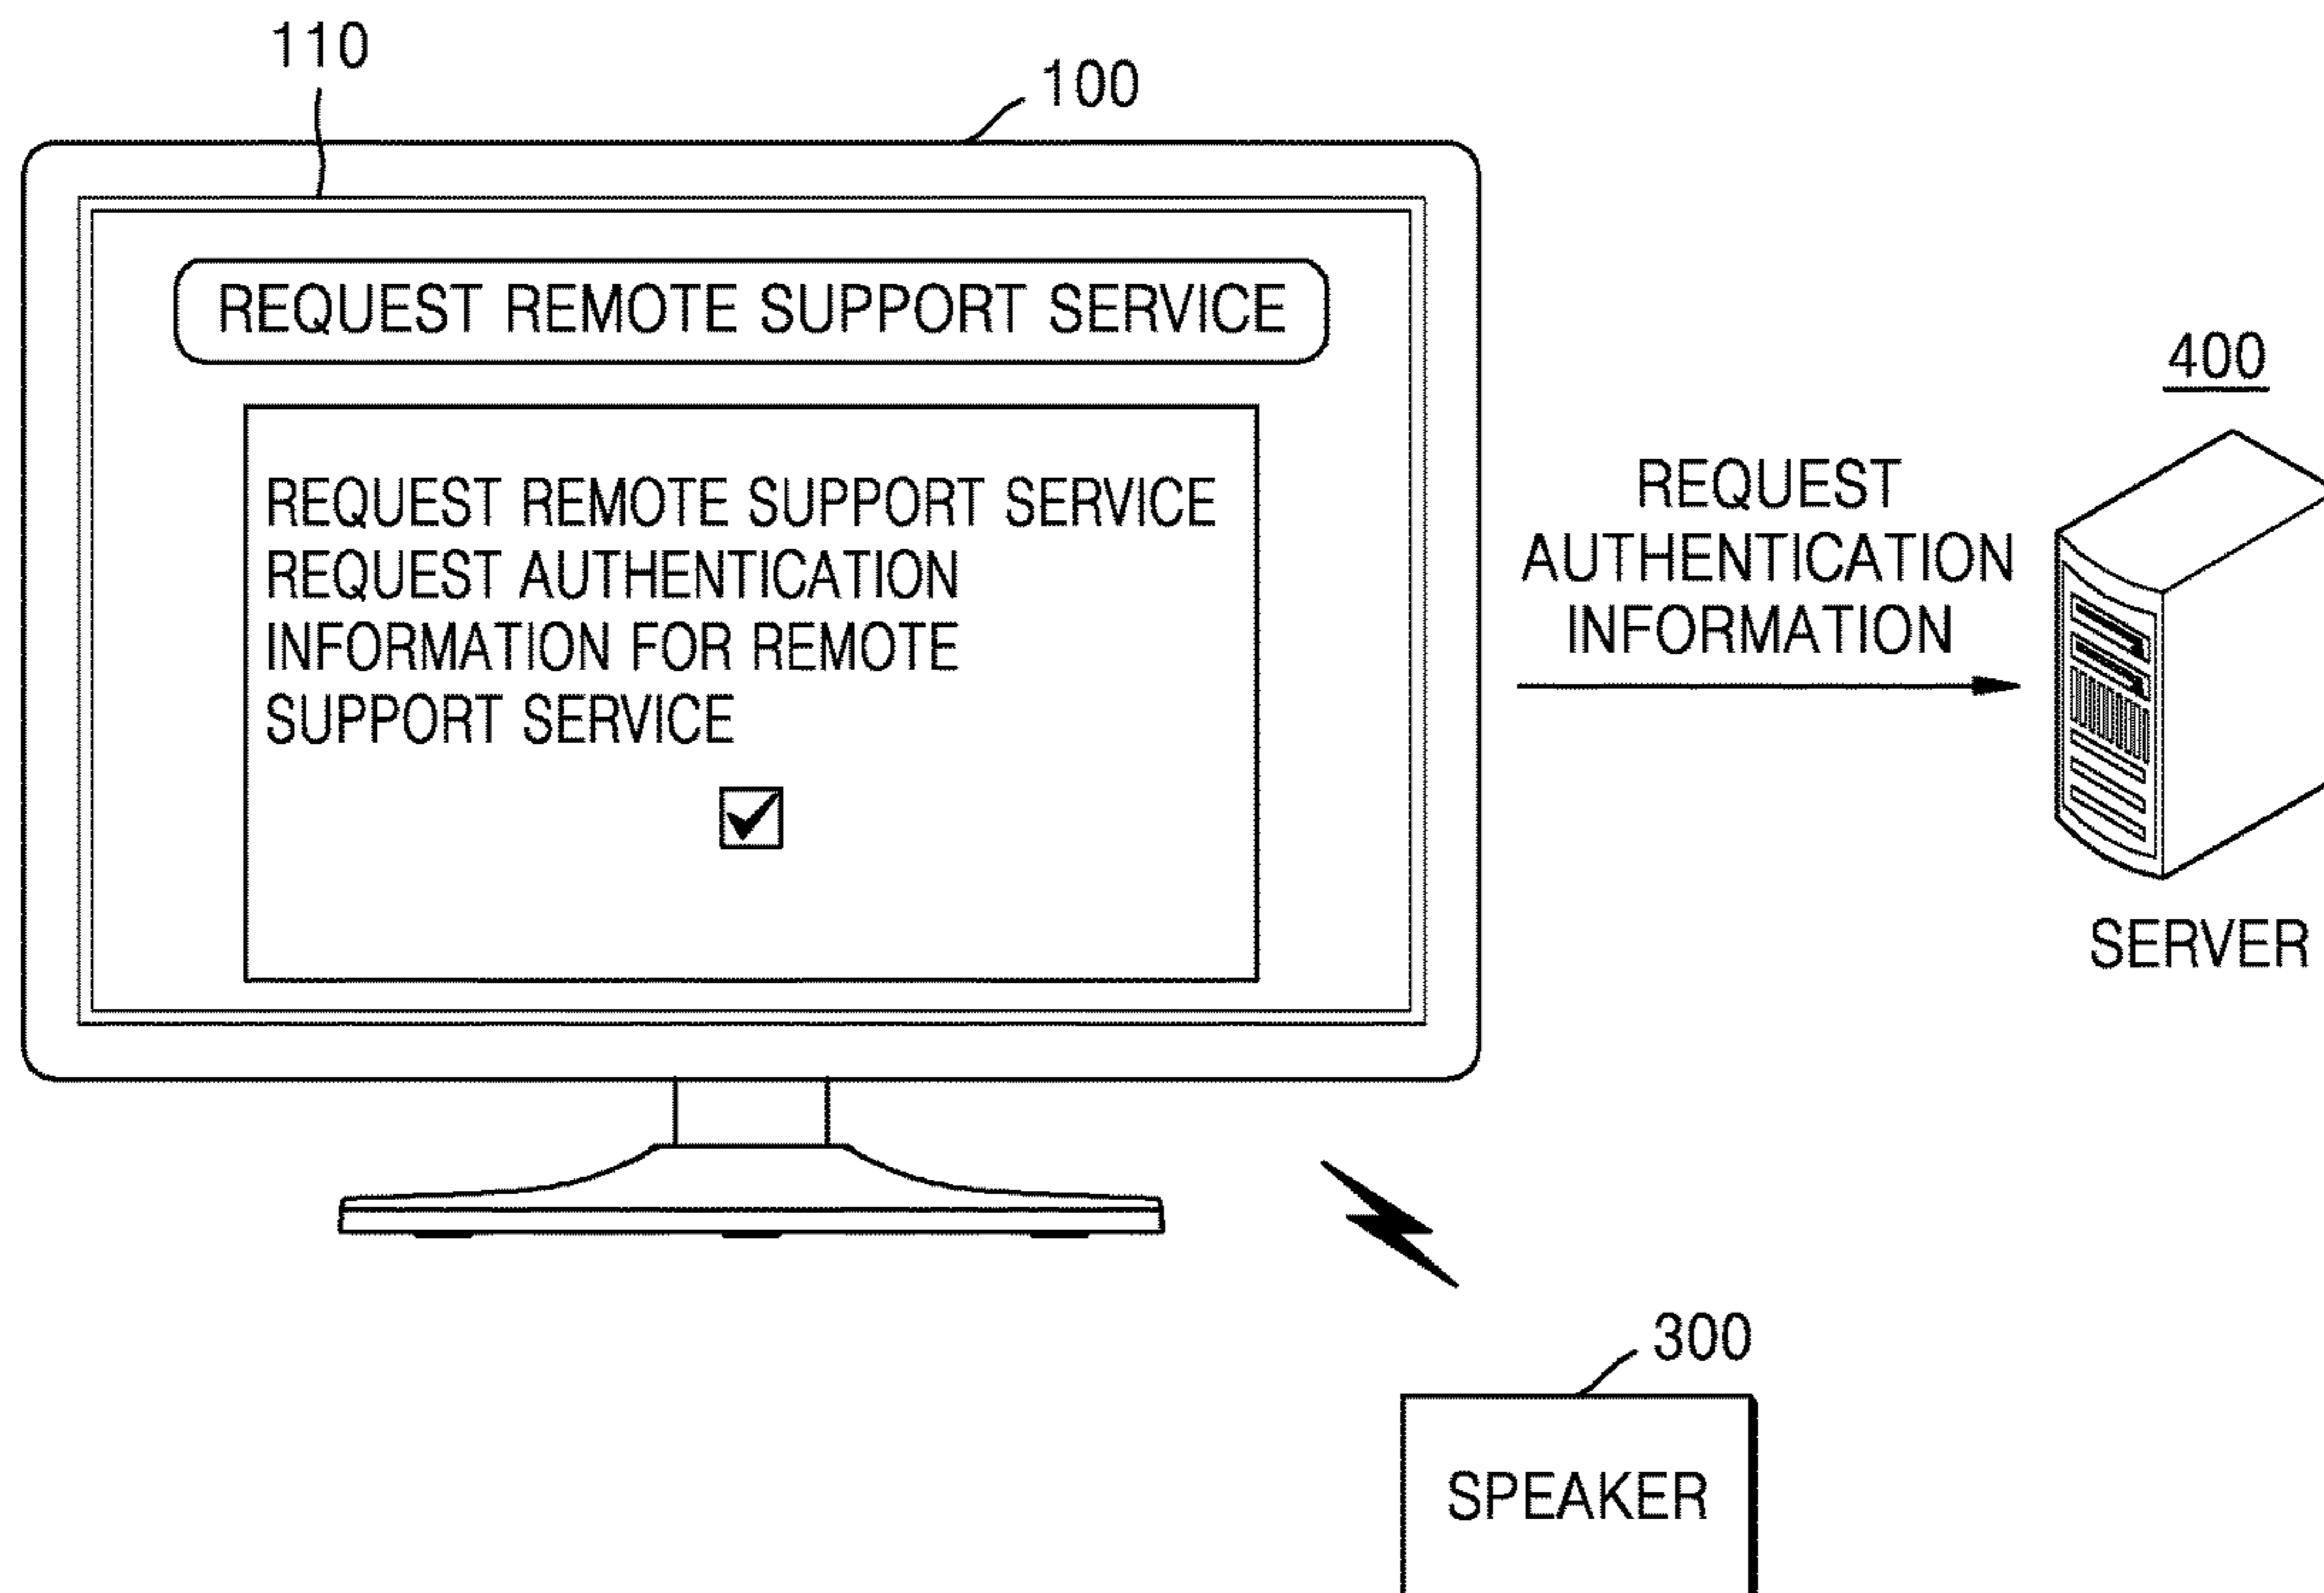 110
100
REQUEST REMOTE SUPPORT SERVICE
REQUEST REMOTE SUPPORT SERVICE
REQUEST AUTHENTICATION
INFORMATION FOR REMOTE
SUPPORT SERVICE
REQUEST
AUTHENTICATION
INFORMATION
400
SERVER
300
SPEAKER